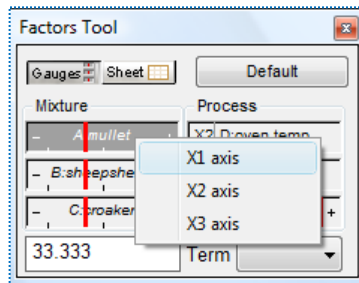 Factors Tool
Gauges Sheet Default
Mixture Process
A:mullet X2 D:oven temp
X1 axis
B:sheepshe
X2 axis
C:croaker
X3 axis
33.333 Term